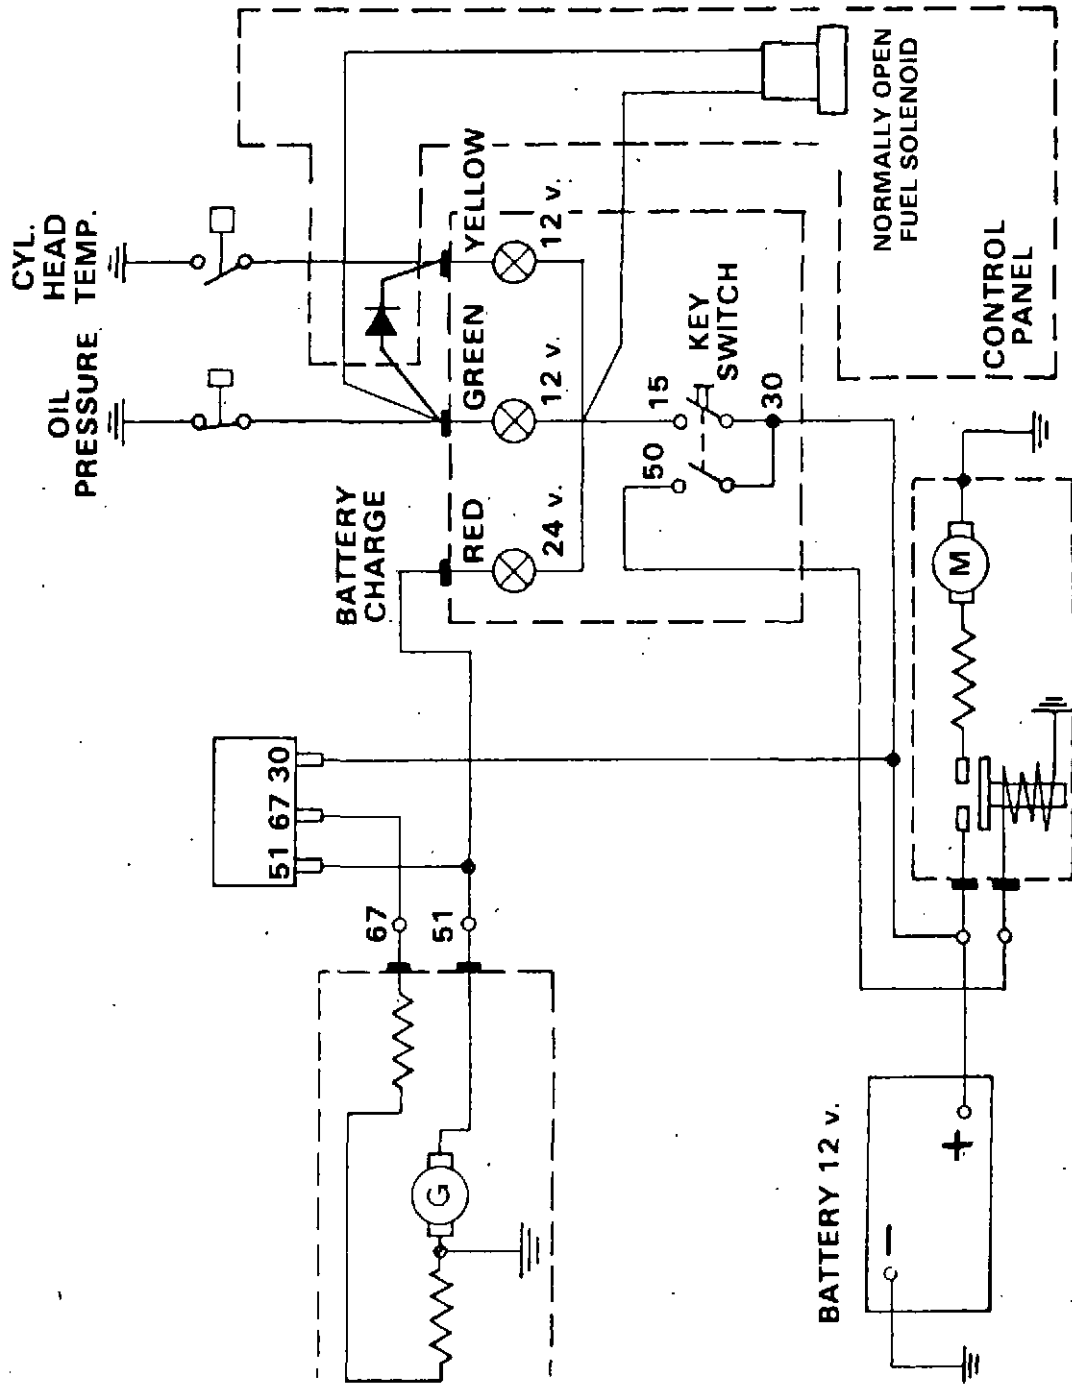 CYL.
HEAD
TEMP.
OIL
PRESSURE
BATTERY
CHARGE
YELLOW
12 v.
GREEN
12 v.
RED
24 v.
KEY
SWITCH
15
50
30
NORMALLY OPEN
FUEL SOLENOID
CONTROL
PANEL
51 67 30
67
51
G
M
BATTERY 12 v.
+
−